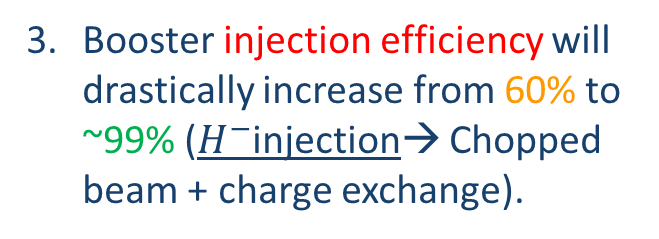 3. Booster injection efficiency will
drastically increase from 60% to
~99% (H⁻injection→ Chopped
beam + charge exchange).